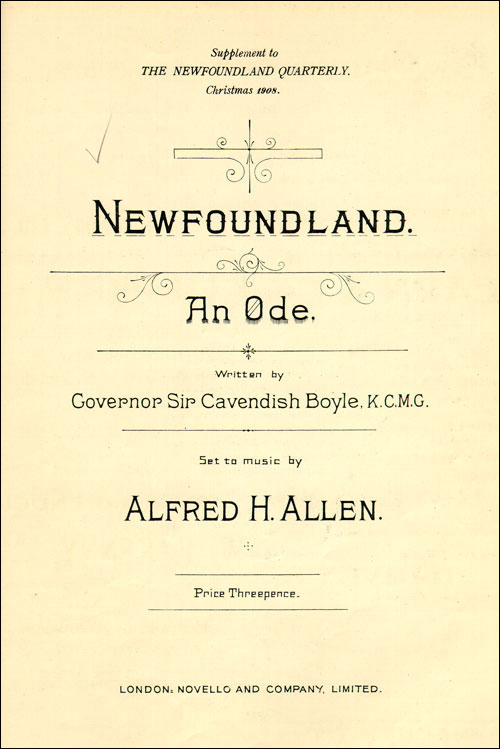 Supplement to
THE NEWFOUNDLAND QUARTERLY.
Christmas 1908.
NEWFOUNDLAND.
An Ode.
Written by
Governor Sir Cavendish Boyle, K.C.M.G.
Set to music by
ALFRED H. ALLEN.
Price Threepence.
LONDON: NOVELLO AND COMPANY, LIMITED.